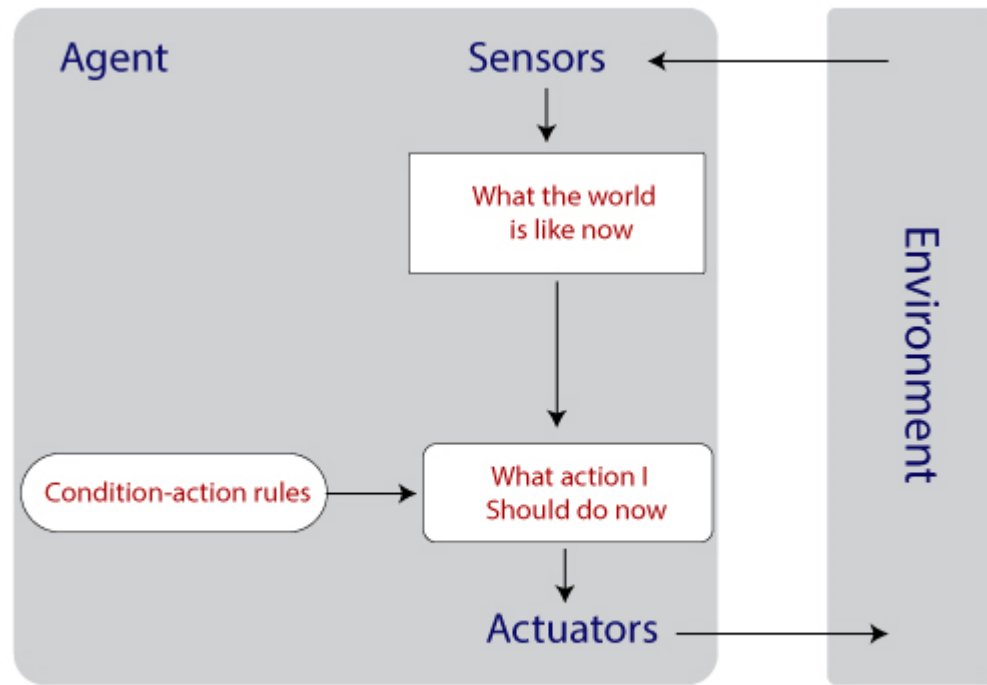 Agent
Sensors
What the world
is like now
Environment
Condition-action rules
What action I
Should do now
Actuators